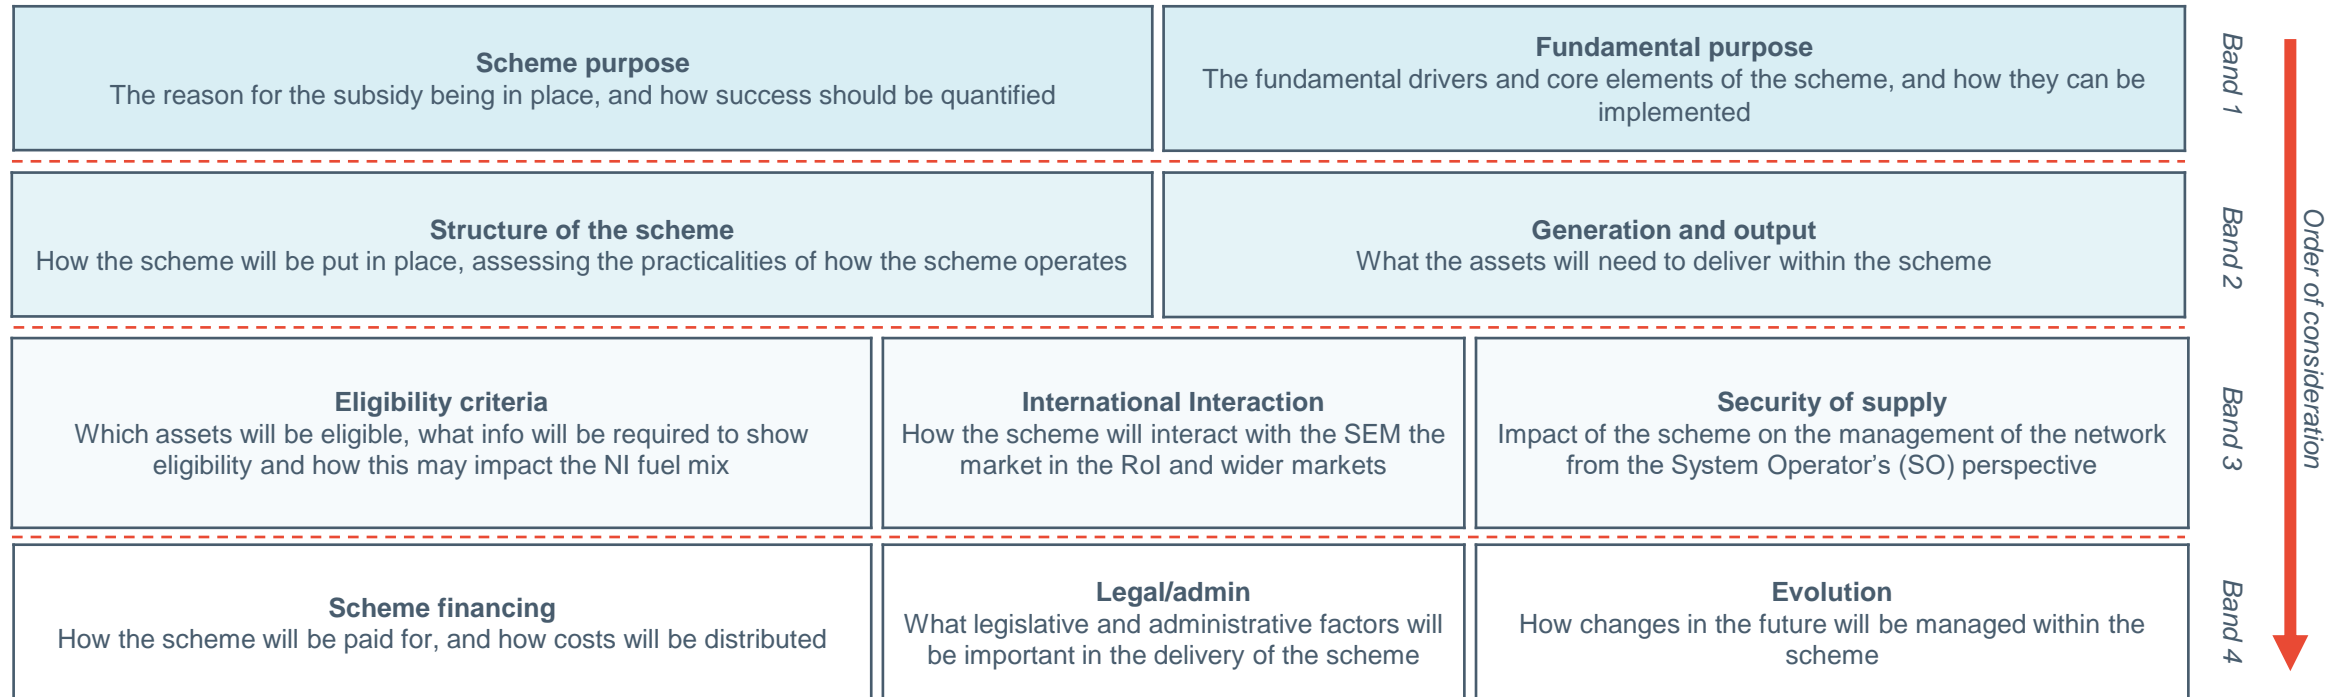 Scheme purpose
The reason for the subsidy being in place, and how success should be quantified
Fundamental purpose
The fundamental drivers and core elements of the scheme, and how they can be
implemented
Band 1
Structure of the scheme
How the scheme will be put in place, assessing the practicalities of how the scheme operates
Generation and output
What the assets will need to deliver within the scheme
Band 2
Eligibility criteria
Which assets will be eligible, what info will be required to show
eligibility and how this may impact the NI fuel mix
International Interaction
How the scheme will interact with the SEM the
market in the RoI and wider markets
Security of supply
Impact of the scheme on the management of the network
from the System Operator’s (SO) perspective
Band 3
Scheme financing
How the scheme will be paid for, and how costs will be distributed
Legal/admin
What legislative and administrative factors will
be important in the delivery of the scheme
Evolution
How changes in the future will be managed within the
scheme
Band 4
Order of consideration